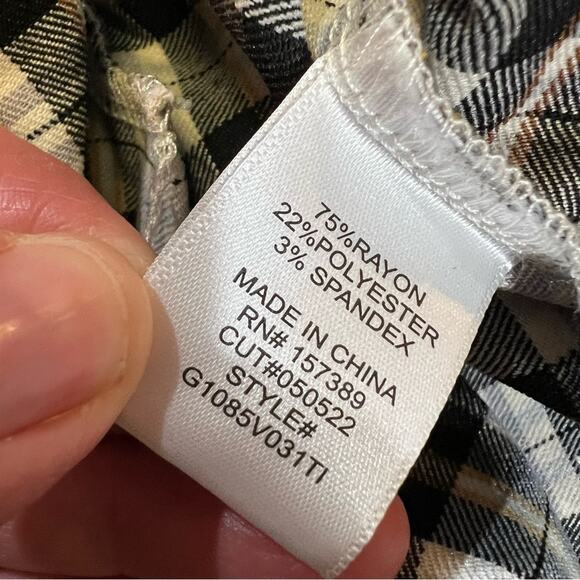 75%RAYON
22%POLYESTER
3% SPANDEX
MADE IN CHINA
RN# 157389
CUT#050522
STYLE#
G1085V031TI